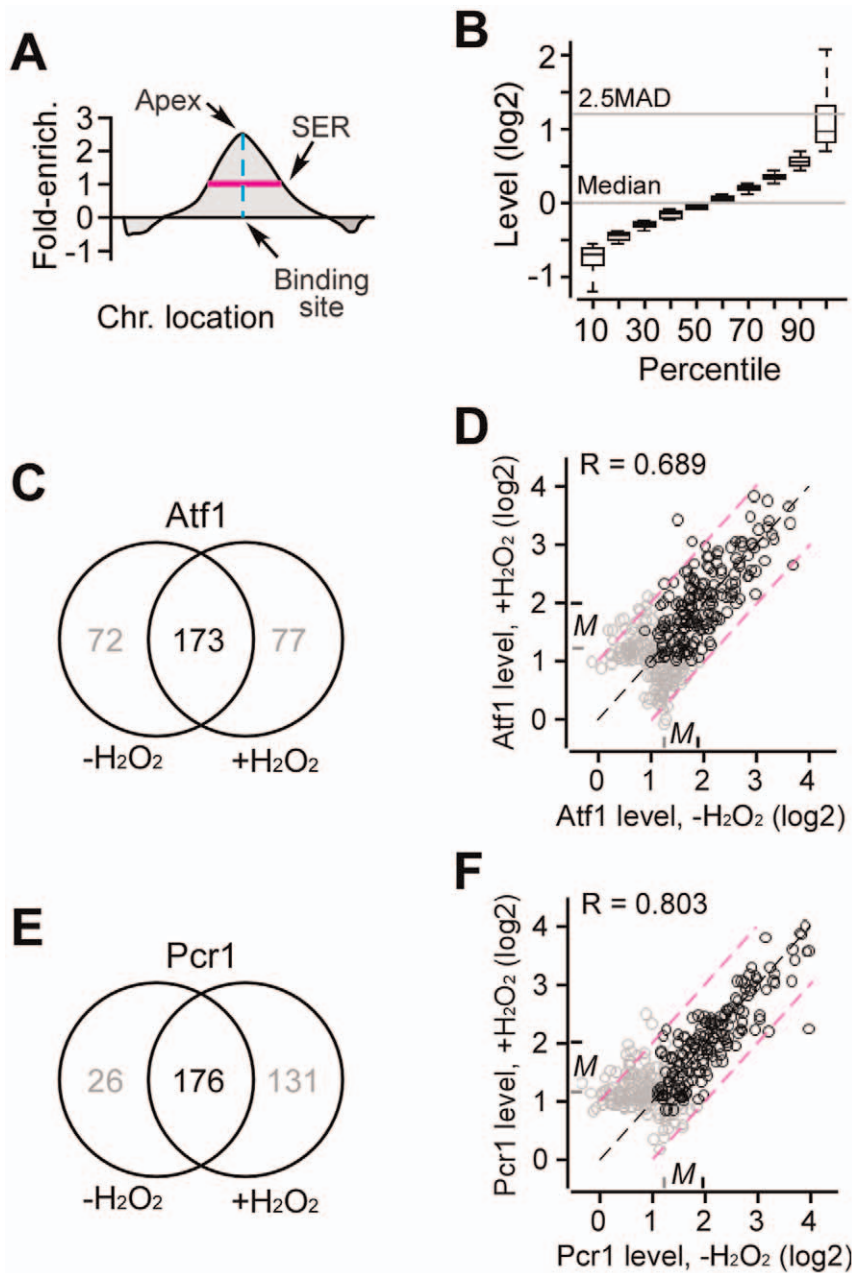 A
Apex
SER
Fold-enrich.
3
2
1
0
-1
Binding
site
Chr. location
B
Level (log2)
2
1
0
-1
2.5MAD
Median
10 30 50 70 90
Percentile
C
Atf1
72 173 77
-H2O2 +H2O2
D
R = 0.689
Atf1 level, +H2O2 (log2)
4
3
2
M
1
0
M
0 1 2 3 4
Atf1 level, -H2O2 (log2)
E
Pcr1
26 176 131
-H2O2 +H2O2
F
R = 0.803
Pcr1 level, +H2O2 (log2)
4
3
2
M
1
0
M
0 1 2 3 4
Pcr1 level, -H2O2 (log2)